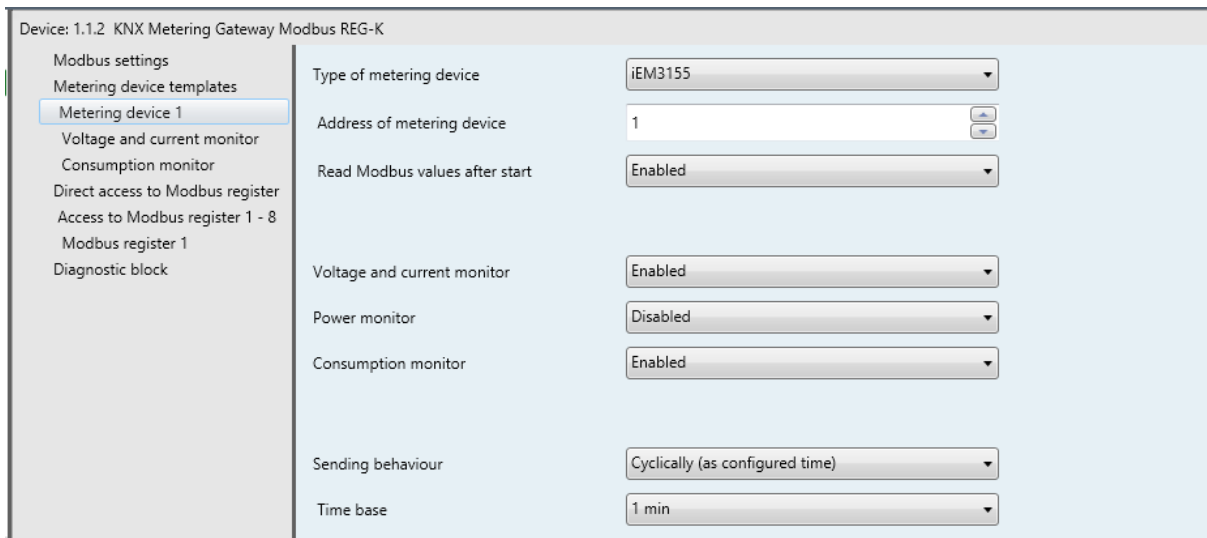 Device: 1.1.2 KNX Metering Gateway Modbus REG-K
Modbus settings
Metering device templates
Metering device 1
Voltage and current monitor
Consumption monitor
Direct access to Modbus register
Access to Modbus register 1 - 8
Modbus register 1
Diagnostic block
Type of metering device iEM3155
Address of metering device 1
Read Modbus values after start Enabled
Voltage and current monitor Enabled
Power monitor Disabled
Consumption monitor Enabled
Sending behaviour Cyclically (as configured time)
Time base 1 min